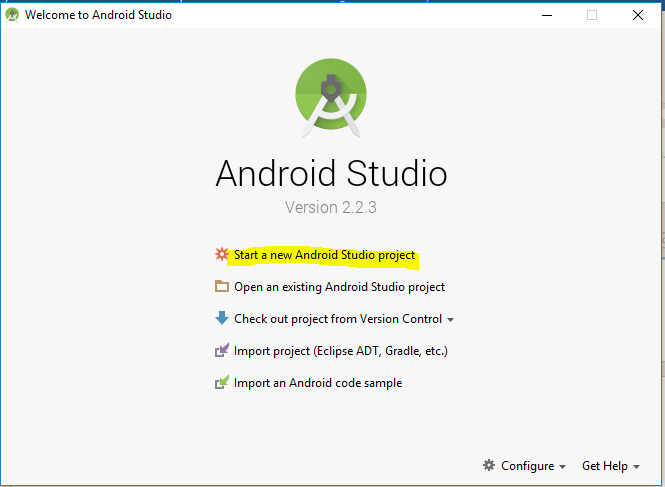 Welcome to Android Studio
Android Studio
Version 2.2.3
Start a new Android Studio project
Open an existing Android Studio project
Check out project from Version Control
Import project (Eclipse ADT, Gradle, etc.)
Import an Android code sample
Configure Get Help